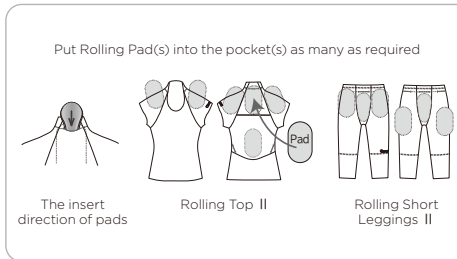 Put Rolling Pad(s) into the pocket(s) as many as required
Pad
The insert
direction of pads
Rolling Top II
Rolling Short
Leggings II